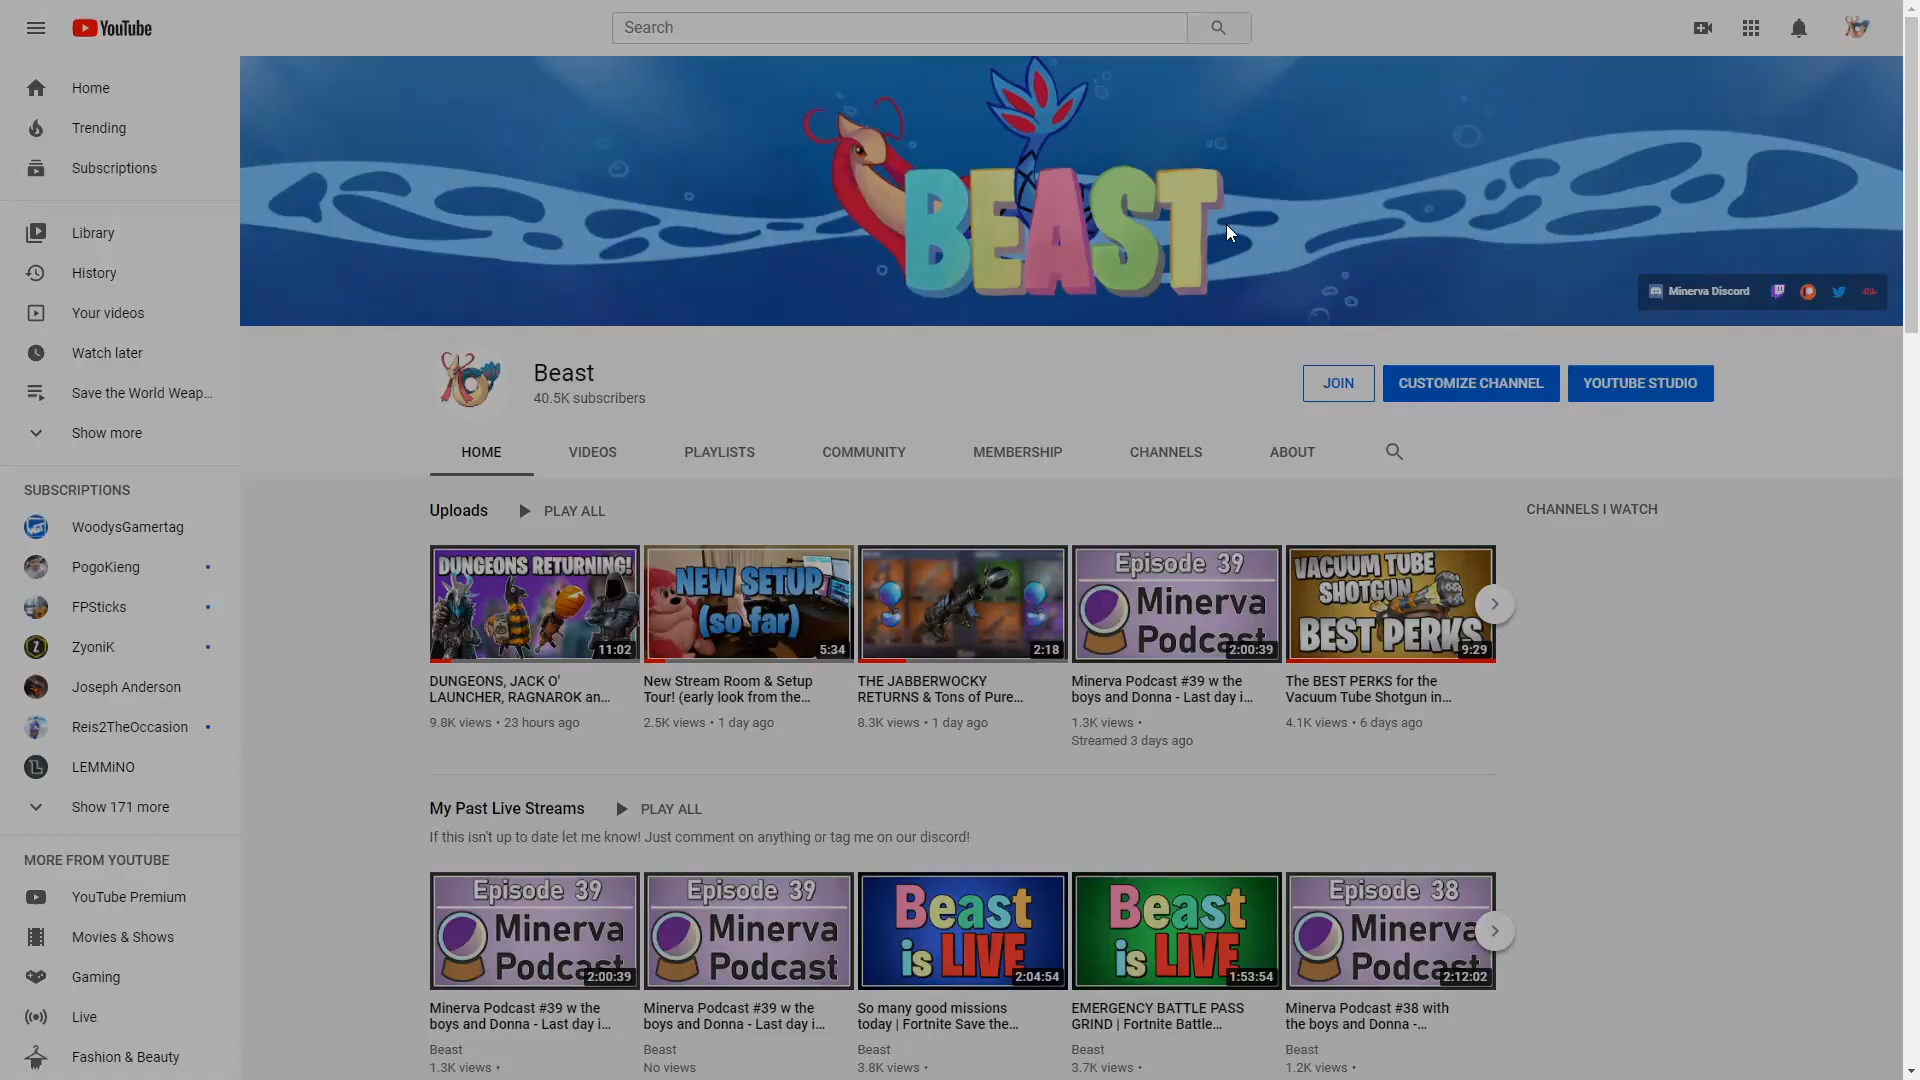 YouTube
Search
Home
Trending
Subscriptions
Library
History
Your videos
Watch later
Save the World Weap...
Show more
SUBSCRIPTIONS
WoodysGamertag
PogoKieng
FPSticks
ZyoniK
Joseph Anderson
Reis2TheOccasion
LEMMiNO
Show 171 more
MORE FROM YOUTUBE
YouTube Premium
Movies & Shows
Gaming
Live
Fashion & Beauty
BEAST
Minerva Discord
Beast
40.5K subscribers
JOIN
CUSTOMIZE CHANNEL
YOUTUBE STUDIO
HOME
VIDEOS
PLAYLISTS
COMMUNITY
MEMBERSHIP
CHANNELS
ABOUT
Uploads
PLAY ALL
CHANNELS I WATCH
DUNGEONS RETURNING!
11:02
DUNGEONS, JACK O'
LAUNCHER, RAGNAROK an...
9.8K views • 23 hours ago
NEW SETUP
(so far)
5:34
New Stream Room & Setup
Tour! (early look from the...
2.5K views • 1 day ago
2:18
THE JABBERWOCKY
RETURNS & Tons of Pure...
8.3K views • 1 day ago
Episode 39
Minerva
Podcast
2:00:39
Minerva Podcast #39 w the
boys and Donna - Last day i...
1.3K views •
Streamed 3 days ago
VACUUM TUBE
SHOTGUN
BEST PERKS
9:29
The BEST PERKS for the
Vacuum Tube Shotgun in...
4.1K views • 6 days ago
My Past Live Streams
PLAY ALL
If this isn't up to date let me know! Just comment on anything or tag me on our discord!
Episode 39
Minerva
Podcast
2:00:39
Minerva Podcast #39 w the
boys and Donna - Last day i...
Beast
1.3K views •
Episode 39
Minerva
Podcast
Minerva Podcast #39 w the
boys and Donna - Last day i...
Beast
No views
Beast
is LIVE
2:04:54
So many good missions
today | Fortnite Save the...
Beast
3.8K views •
Beast
is LIVE
1:53:54
EMERGENCY BATTLE PASS
GRIND | Fortnite Battle...
Beast
3.7K views •
Episode 38
Minerva
Podcast
2:12:02
Minerva Podcast #38 with
the boys and Donna -...
Beast
1.2K views •